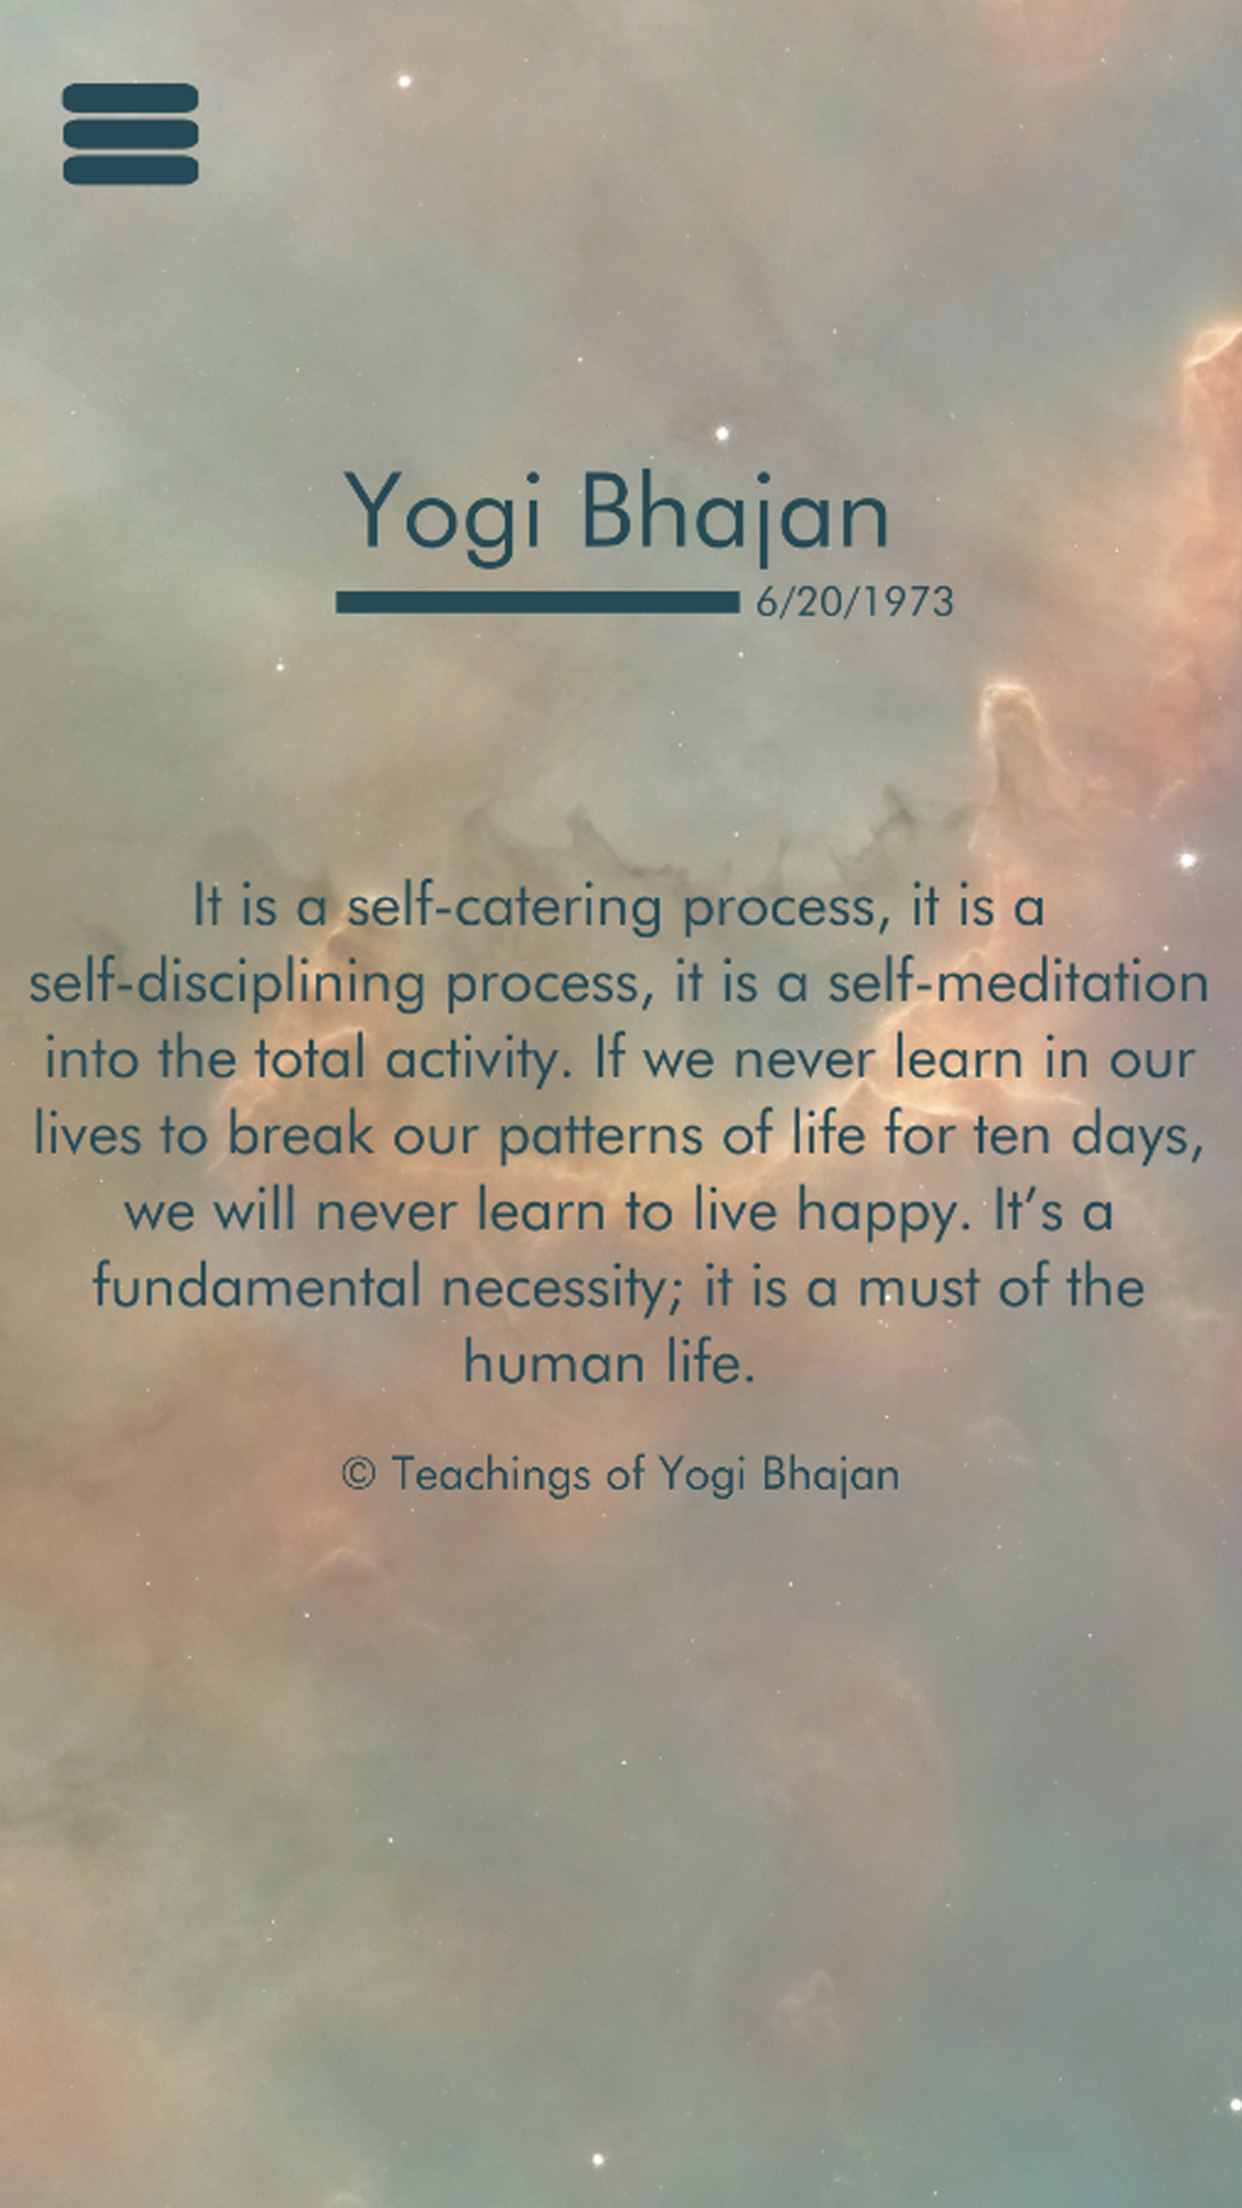 Yogi Bhajan
6/20/1973
It is a self-catering process, it is a
self-disciplining process, it is a self-meditation
into the total activity. If we never learn in our
lives to break our patterns of life for ten days,
we will never learn to live happy. It’s a
fundamental necessity; it is a must of the
human life.
© Teachings of Yogi Bhajan